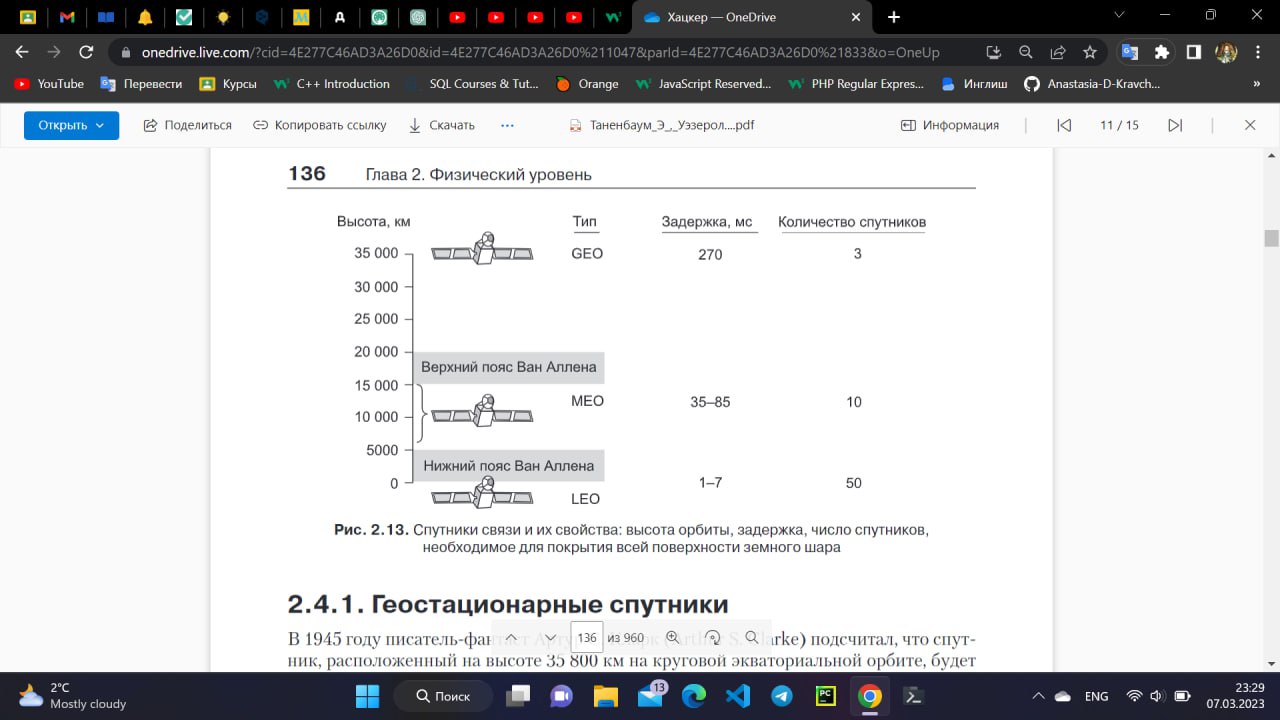 Хацкер — OneDrive
onedrive.live.com/?cid=4E277C46AD3A26D0&id=4E277C46AD3A26D0%211047&parId=4E277C46AD3A26D0%21833&o=OneUp
YouTube Перевести Курсы C++ Introduction SQL Courses & Tut... Orange JavaScript Reserved... PHP Regular Expres... Инглиш Anastasia-D-Kravch... »
Открыть Поделиться Копировать ссылку Скачать ... Таненбаум_Э_,_Уэзерол....pdf Информация 11 / 15
136 Глава 2. Физический уровень
Высота, км Тип Задержка, мс Количество спутников
35 000 GEO 270 3
30 000
25 000
20 000
Верхний пояс Ван Аллена
15 000
MEO 35–85 10
10 000
5000
Нижний пояс Ван Аллена
0 1–7 50
LEO
Рис. 2.13. Спутники связи и их свойства: высота орбиты, задержка, число спутников,
необходимое для покрытия всей поверхности земного шара
2.4.1. Геостационарные спутники
В 1945 году писатель-фантаст Артур Кларк (Arthur S. Clarke) подсчитал, что спут-
136 из 960
ник, расположенный на высоте 35 800 км на круговой экваториальной орбите, будет
2°C
Mostly cloudy
Поиск
13
PC
ENG
23:29
07.03.2023